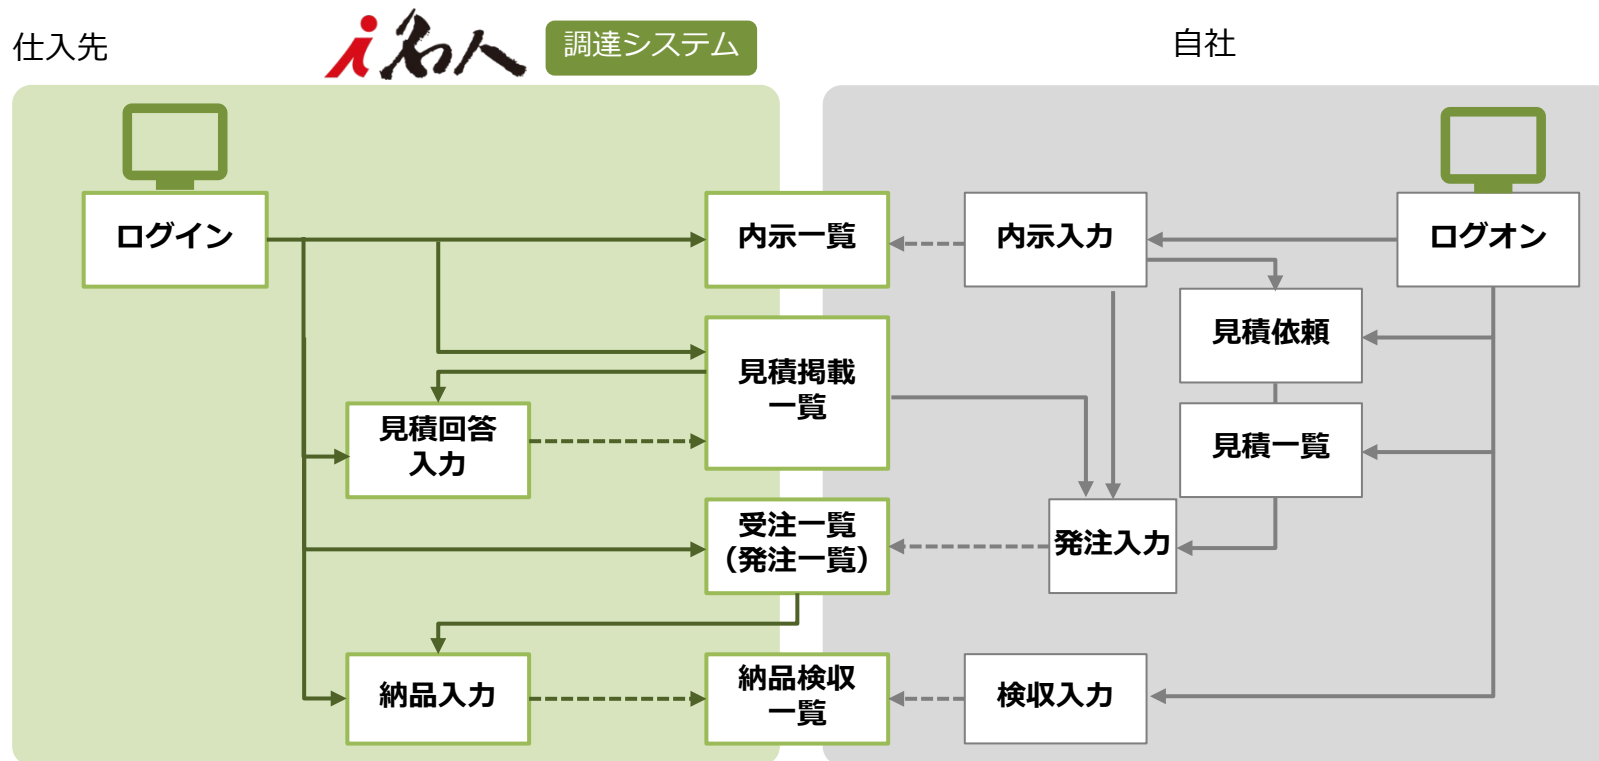 仕入先
i名人
調達システム
自社
ログイン
内示一覧
内示入力
ログオン
見積依頼
見積掲載
一覧
見積回答
入力
見積一覧
受注一覧
（発注一覧）
発注入力
納品入力
納品検収
一覧
検収入力